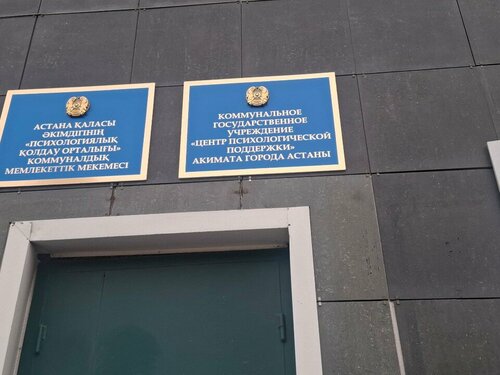 АСТАНА ҚАЛАСЫ
ӘКІМДІГІНІҢ
«ПСИХОЛОГИЯЛЫҚ
ҚОЛДАУ ОРТАЛЫҒЫ»
КОММУНАЛДЫҚ
МЕМЛЕКЕТТІК МЕКЕМЕСІ
КОММУНАЛЬНОЕ
ГОСУДАРСТВЕННОЕ
УЧРЕЖДЕНИЕ
«ЦЕНТР ПСИХОЛОГИЧЕСКОЙ
ПОДДЕРЖКИ»
АКИМАТА ГОРОДА АСТАНЫ